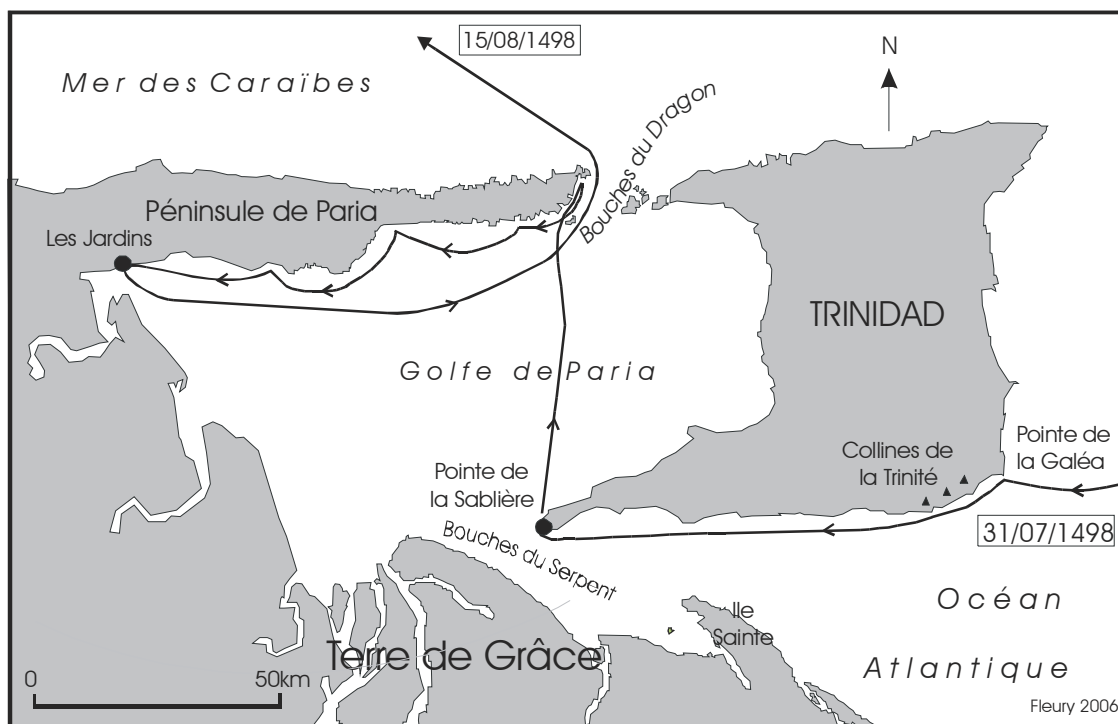 15/08/1498
N
Mer des Caraïbes
Bouches du Dragon
Péninsule de Paria
Les Jardins
TRINIDAD
Golfe de Paria
Collines de
la Trinité
Pointe de
la Galéa
Pointe de
la Sablière
31/07/1498
Bouches du Serpent
Ile
Sainte
Océan
Atlantique
Terre de Grâce
0
50km
Fleury 2006